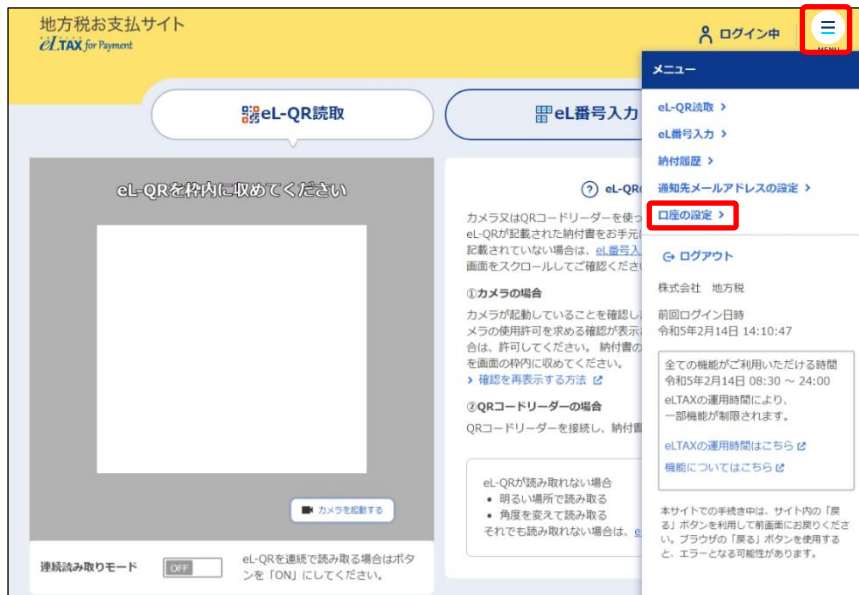 地方税お支払サイト
eLTAX for Payment
ログイン中
MENU
メニュー
eL-QR読取
eL番号入力
納付履歴
通知先メールアドレスの設定
口座の設定
ログアウト
株式会社 地方税
前回ログイン日時
令和5年2月14日 14:10:47
全ての機能がご利用いただける時間
令和5年2月14日 08:30 ～ 24:00
eLTAXの運用時間により、
一部機能が制限されます。
eLTAXの運用時間はこちら
機能についてはこちら
本サイトでの手続き中は、サイト内の「戻
る」ボタンを利用して前画面にお戻りくださ
い。ブラウザの「戻る」ボタンを使用する
と、エラーとなる可能性があります。
eL-QR読取
eL番号入力
eL-QRを枠内に収めてください
カメラを起動する
連続読み取りモード
OFF
eL-QRを連続で読み取る場合はボタ
ンを「ON」にしてください。
eL-QR
カメラ又はQRコードリーダーを使っ
eL-QRが記載された納付書をお手元
記載されていない場合は、eL番号入
画面をスクロールしてご確認くださ
①カメラの場合
カメラが起動していることを確認し
メラの使用許可を求める確認が表示
合は、許可してください。 納付書の
を画面の枠内に収めてください。
確認を再表示する方法
②QRコードリーダーの場合
QRコードリーダーを接続し、納付書
eL-QRが読み取れない場合
• 明るい場所で読み取る
• 角度を変えて読み取る
それでも読み取れない場合は、